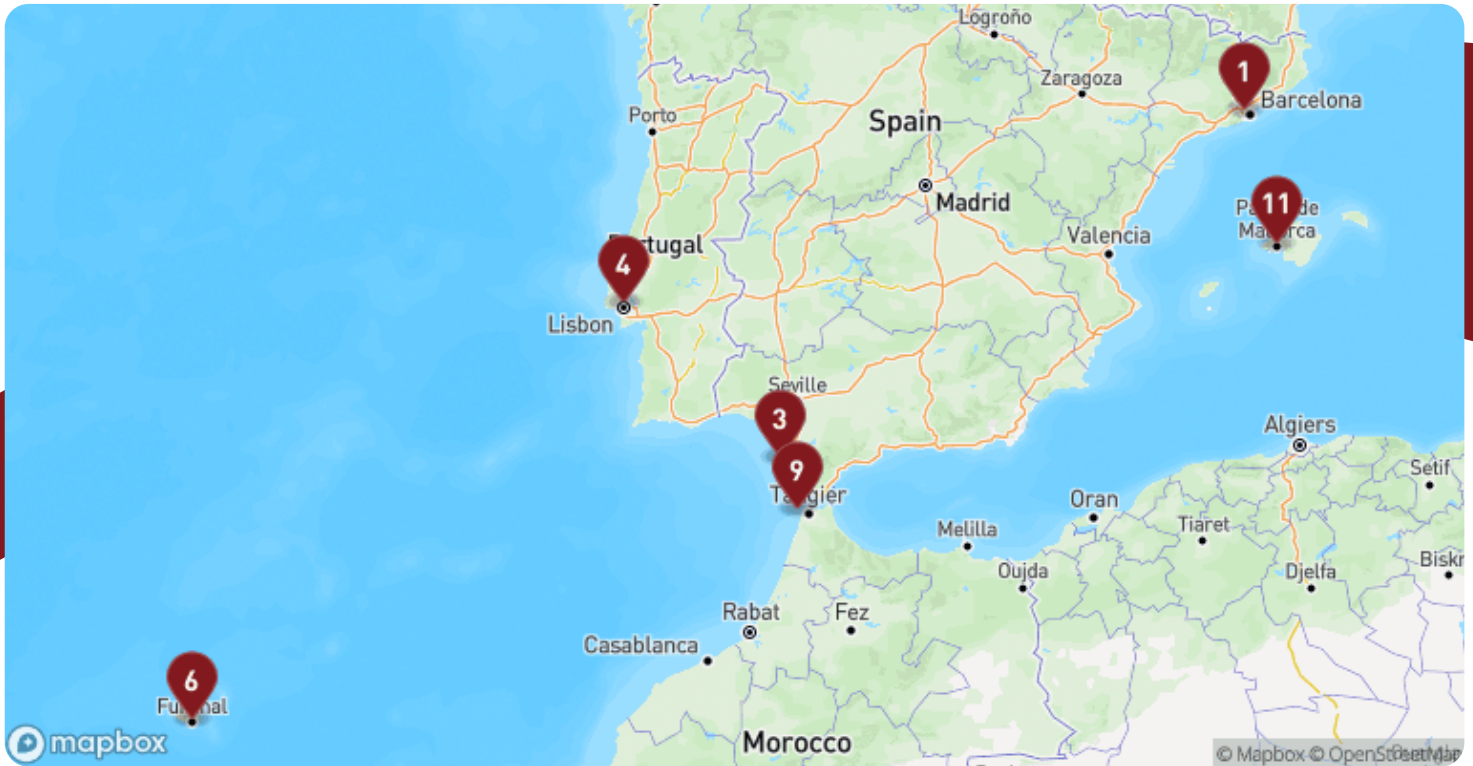 Logroño
Zaragoza
1
Barcelona
Porto
Spain
Madrid
11
Valencia
Portugal
4
Lisbon
Seville
3
9
Tangier
Algiers
Setif
Oran
Melilla
Tiaret
Oujda
Djelfa
Rabat
Fez
Casablanca
6
Morocco
mapbox
© Mapbox © OpenStreetMap